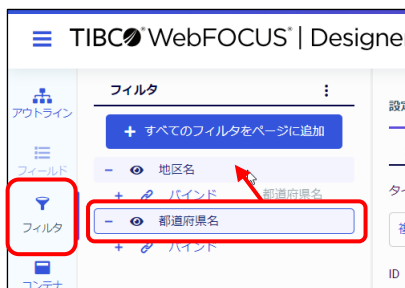 TIBCO® WebFOCUS® | Designer
アウトライン
フィールド
フィルタ
コンテナ
フィルタ
+ すべてのフィルタをページに追加
− 地区名
+ バインド 都道府県名
− 都道府県名
+ バインド
設定
ID